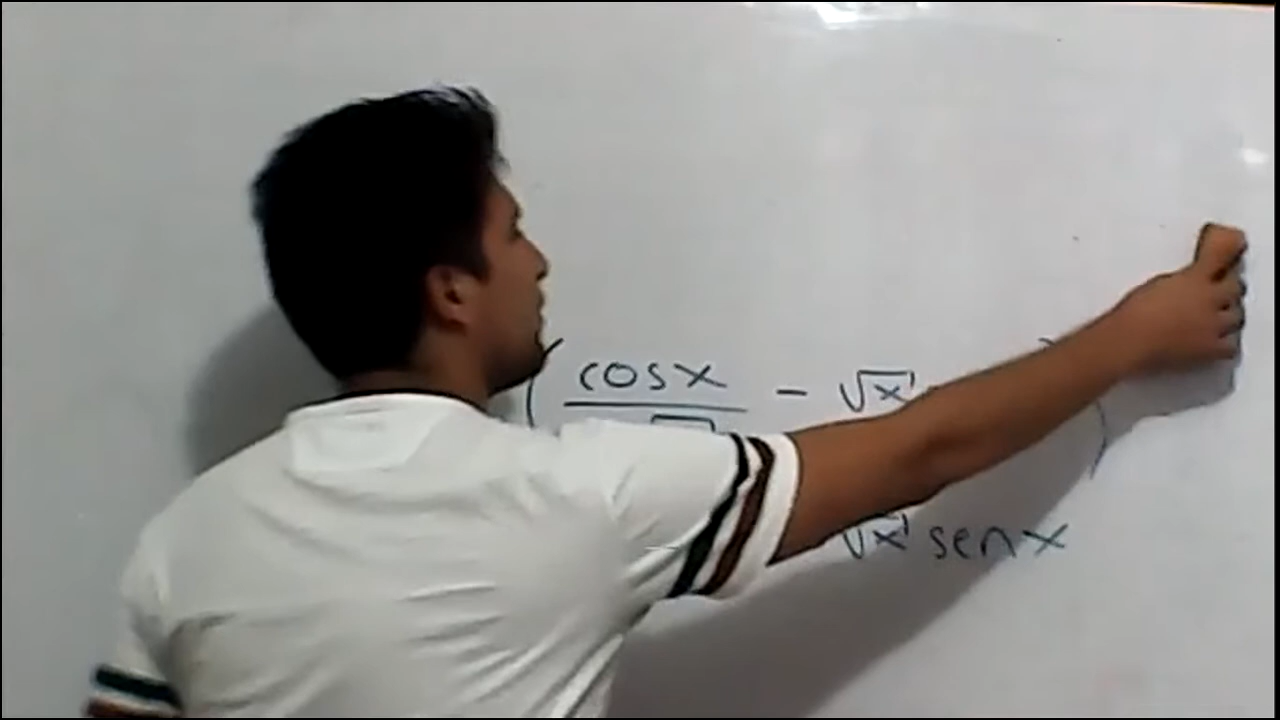 ( cos x / √ - √x )
√x sen x